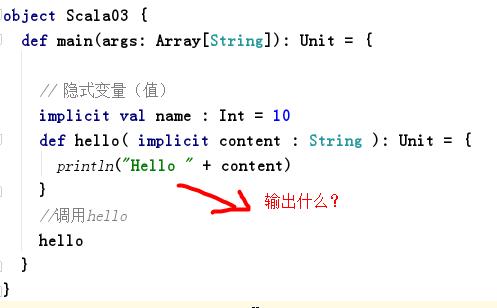 object Scala03 {
def main(args: Array[String]): Unit = {
// 隐式变量（值）
implicit val name : Int = 10
def hello( implicit content : String ): Unit = {
println("Hello " + content)
}
输出什么？
//调用hello
hello
}
}